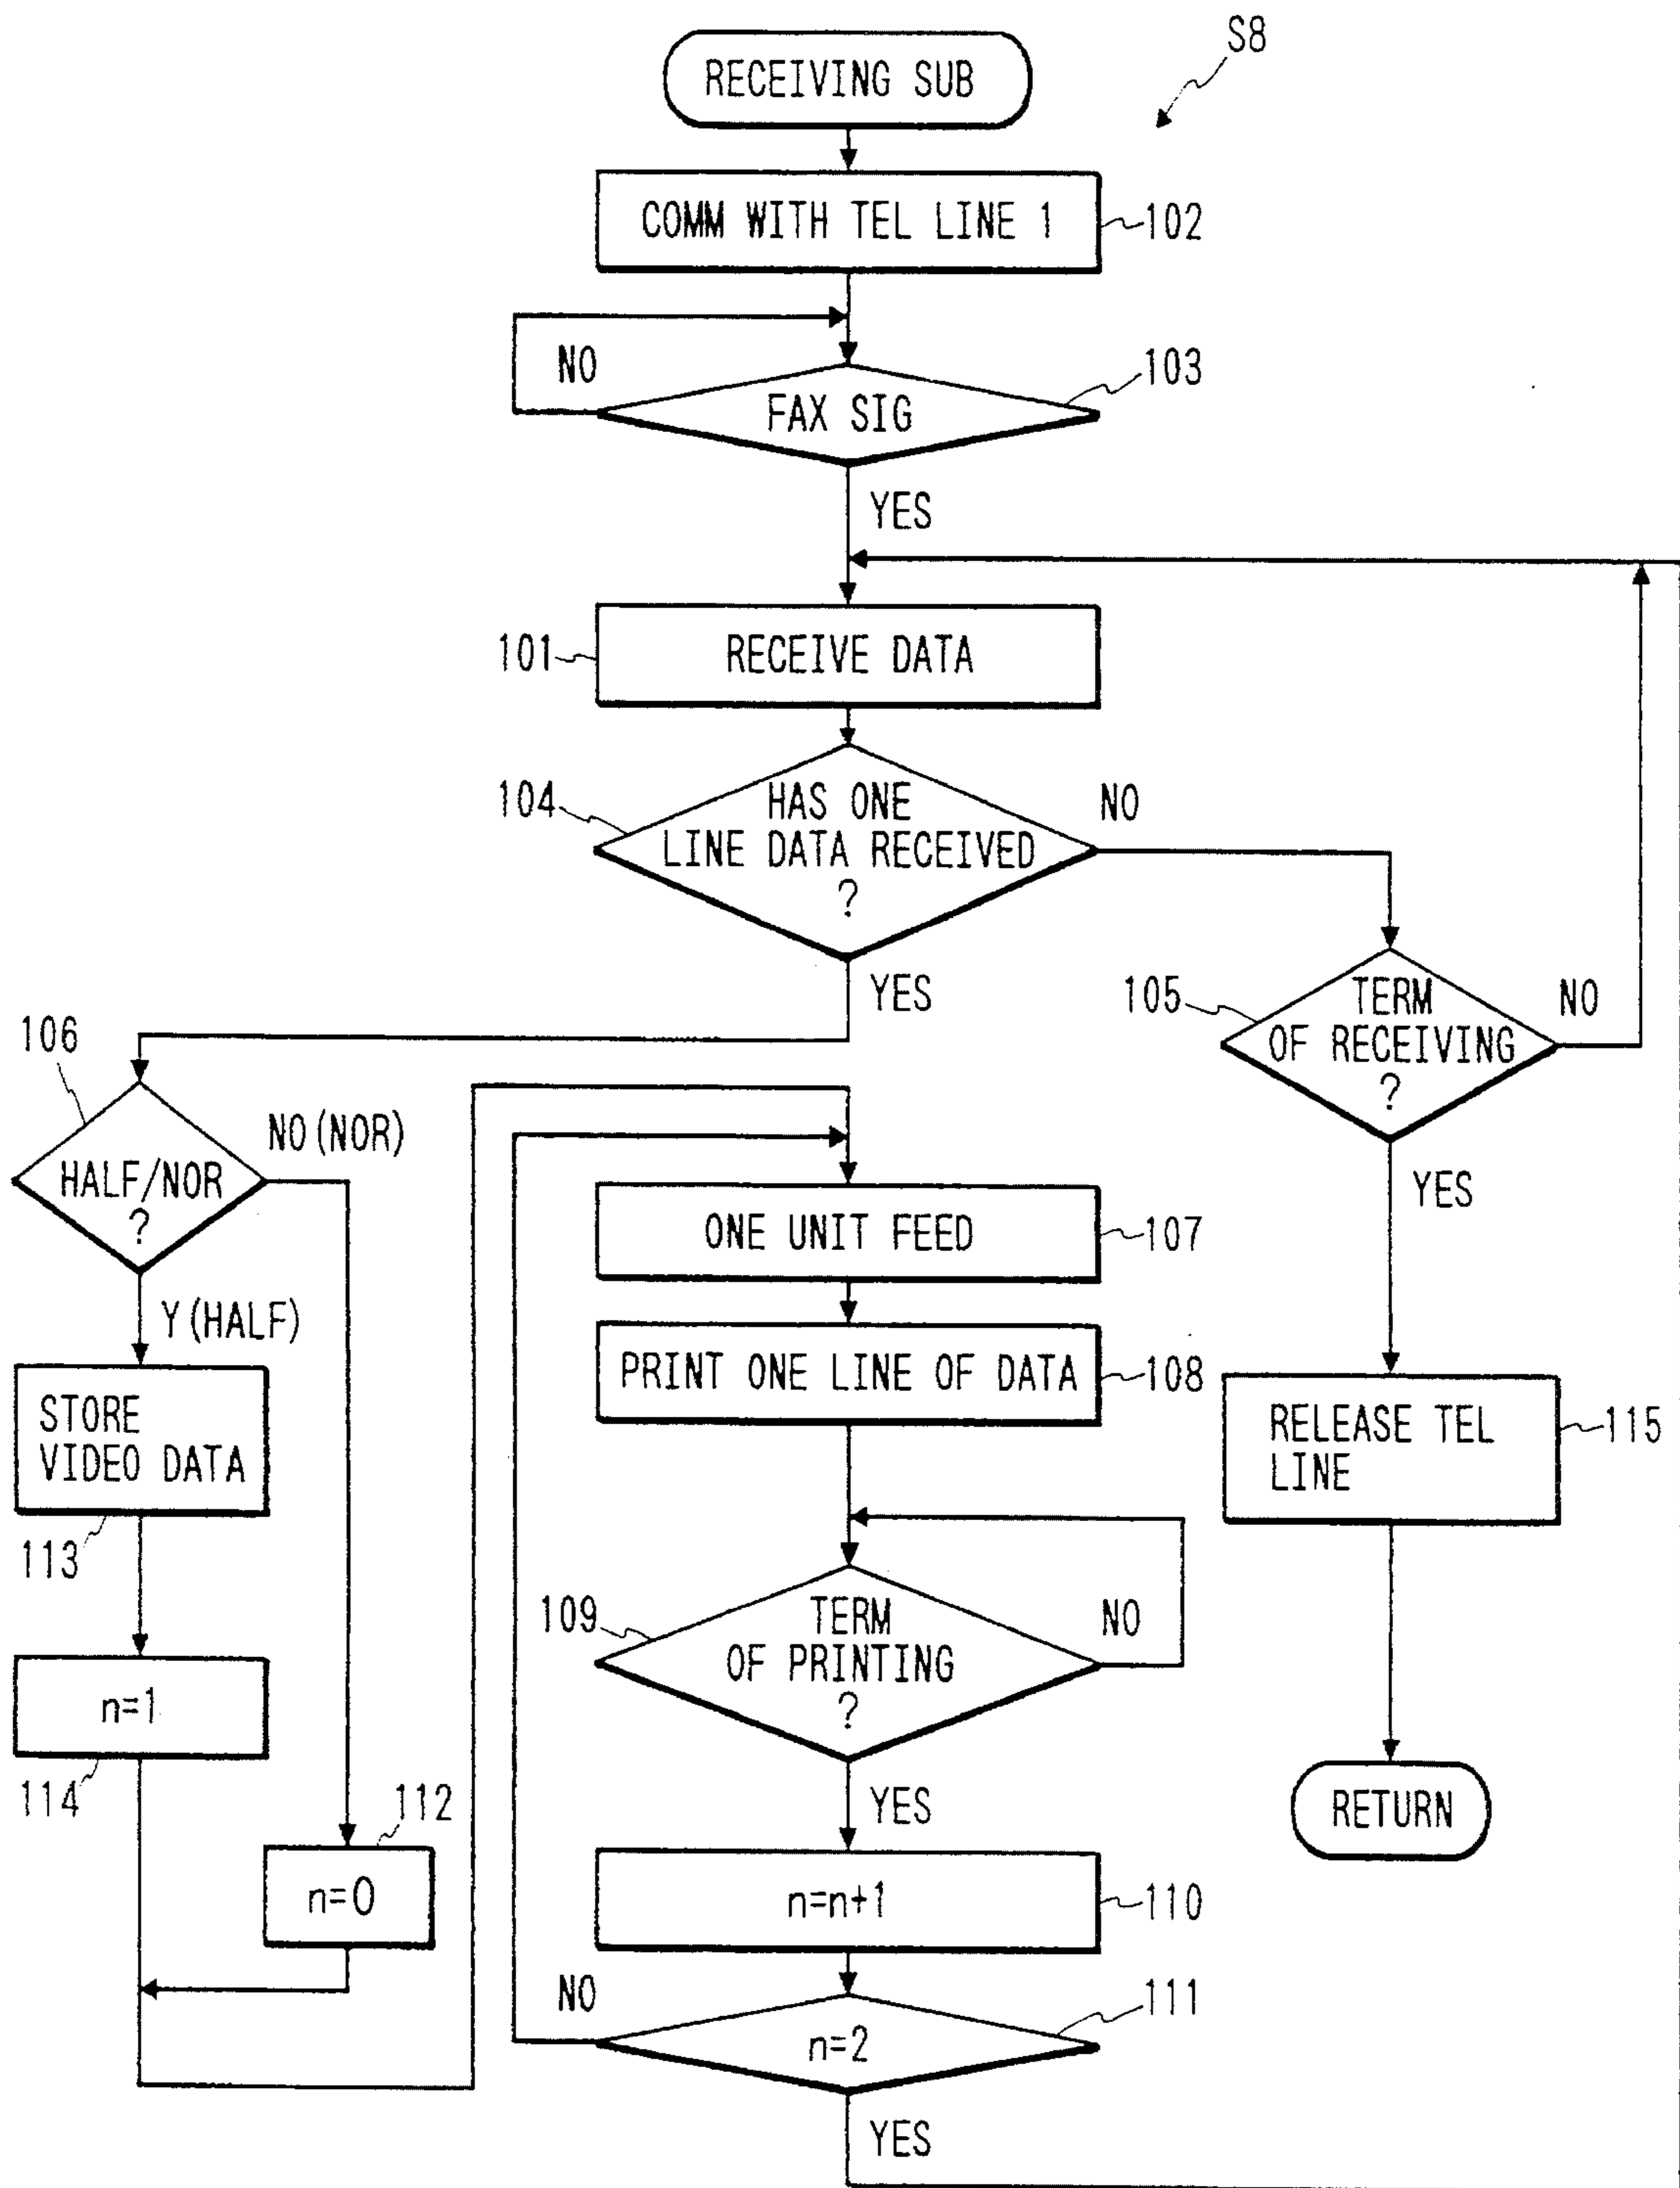 S8
RECEIVING SUB
COMM WITH TEL LINE 1
102
NO
FAX SIG
103
YES
101
RECEIVE DATA
104
HAS ONE
LINE DATA RECEIVED
?
NO
YES
105
TERM
OF RECEIVING
?
NO
YES
106
HALF/NOR
?
NO(NOR)
Y(HALF)
ONE UNIT FEED
107
PRINT ONE LINE OF DATA
108
STORE
VIDEO DATA
113
RELEASE TEL
LINE
115
109
TERM
OF PRINTING
?
NO
YES
n=1
114
112
n=0
RETURN
n=n+1
110
NO
n=2
111
YES